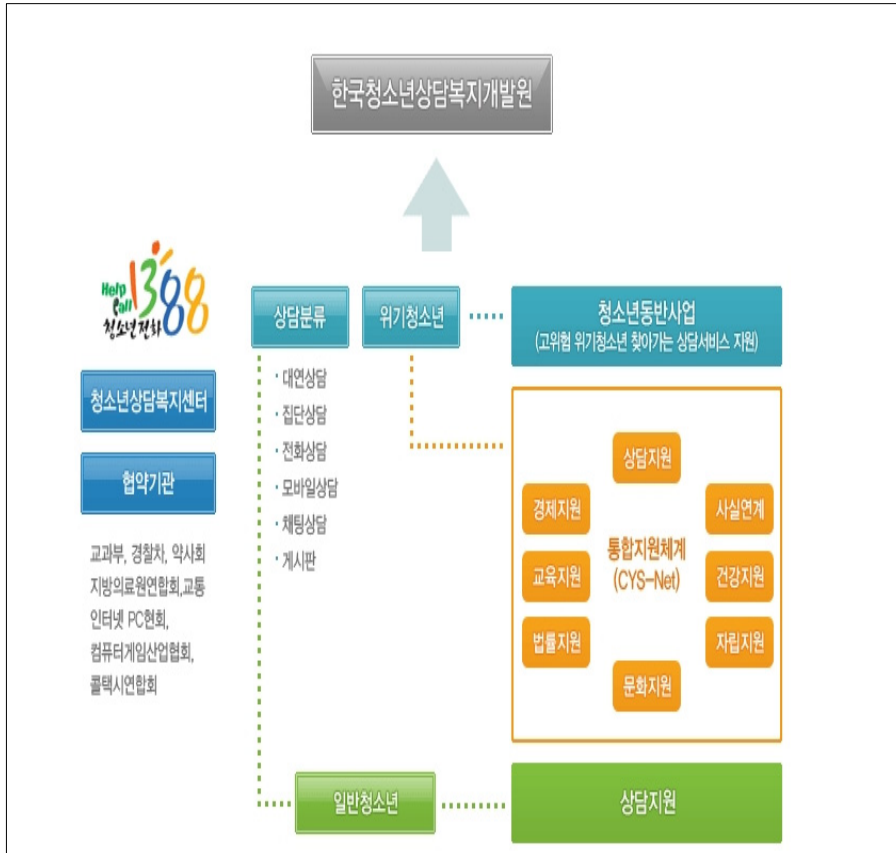 한국청소년상담복지개발원
Help
Call
1388
청소년전화
청소년상담복지센터
협약기관
교과부, 경찰차, 약사회
지방의료원연합회,교통
인터넷 PC현회,
컴퓨터게임산업협회,
콜택시연합회
상담분류
· 대연상담
· 집단상담
· 전화상담
· 모바일상담
· 채팅상담
· 게시판
위기청소년
청소년동반사업
(고위험 위기청소년 찾아가는 상담서비스 지원)
상담지원
경제지원
사실연계
통합지원체계
(CYS-Net)
교육지원
건강지원
법률지원
자립지원
문화지원
일반청소년
상담지원